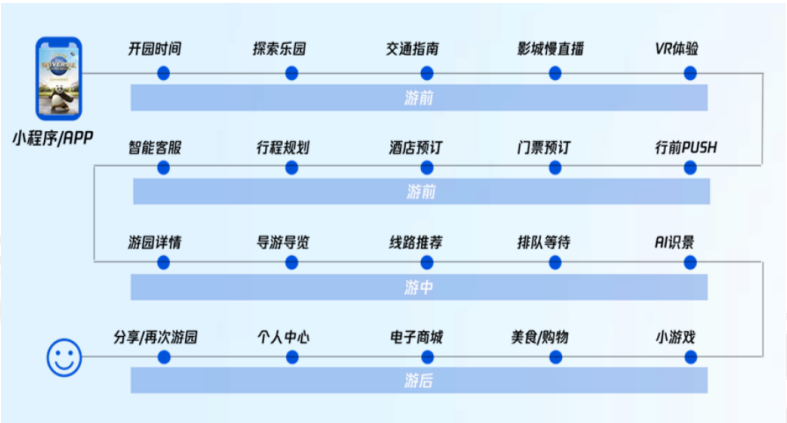 开园时间 探索乐园 交通指南 影城慢直播 VR体验
游前
小程序/APP
智能客服 行程规划 酒店预订 门票预订 行前PUSH
游前
游园详情 导游导览 线路推荐 排队等待 AI识景
游中
分享/再次游园 个人中心 电子商城 美食/购物 小游戏
游后